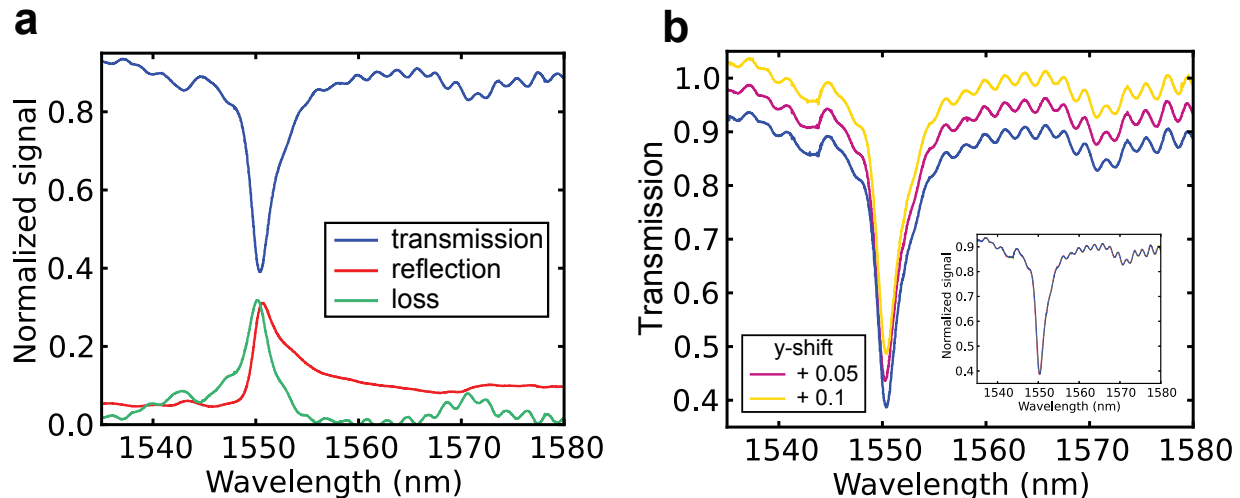 a
Normalized signal
0.8
0.6
0.4
0.2
0.0
transmission
reflection
loss
1540 1550 1560 1570 1580
Wavelength (nm)
b
Transmission
1.0
0.9
0.8
0.7
0.6
0.5
0.4
y-shift
+ 0.05
+ 0.1
Normalized signal
0.9
0.8
0.7
0.6
0.5
0.4
1540 1550 1560 1570 1580
Wavelength (nm)
1540 1550 1560 1570 1580
Wavelength (nm)